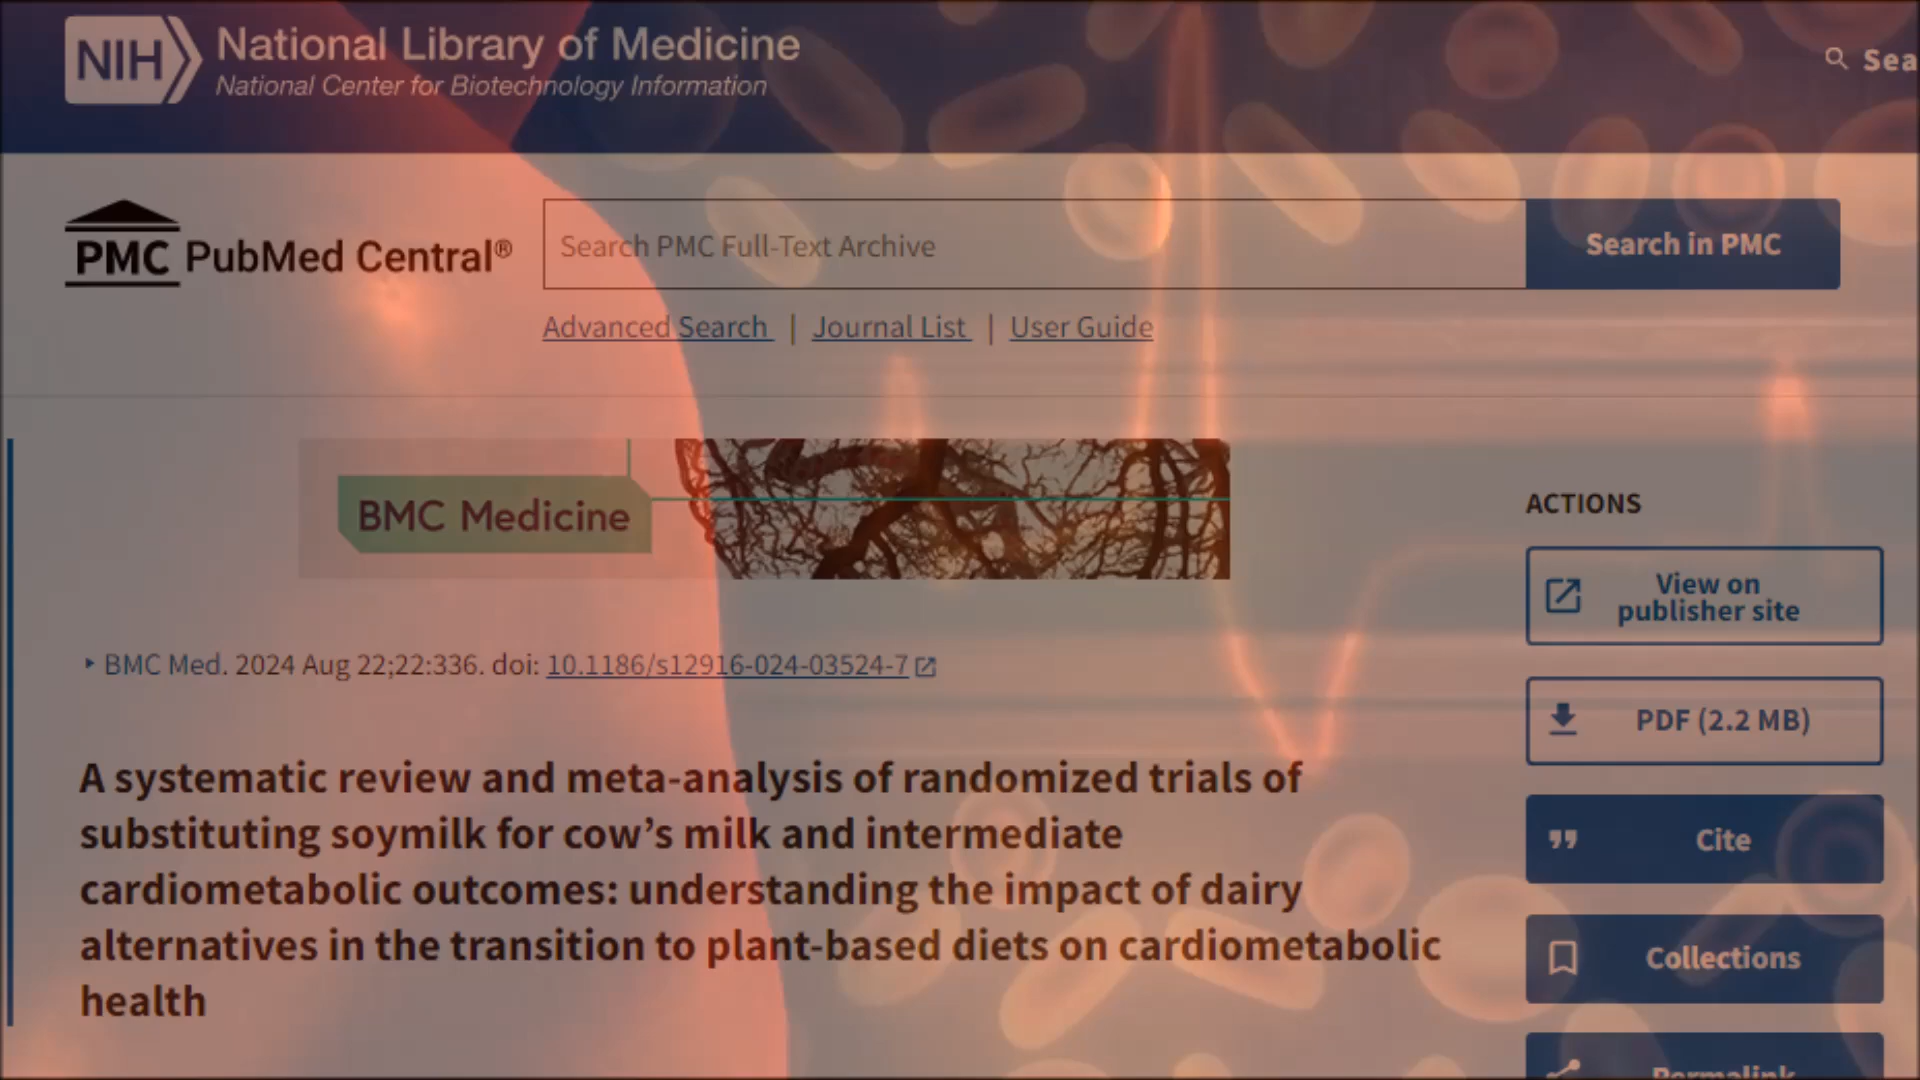 NIH National Library of Medicine
National Center for Biotechnology Information
Sea
PMC PubMed Central®
Search PMC Full-Text Archive
Search in PMC
Advanced Search | Journal List | User Guide
BMC Medicine
ACTIONS
View on
publisher site
BMC Med. 2024 Aug 22;22:336. doi: 10.1186/s12916-024-03524-7
PDF (2.2 MB)
A systematic review and meta-analysis of randomized trials of
substituting soymilk for cow’s milk and intermediate
cardiometabolic outcomes: understanding the impact of dairy
alternatives in the transition to plant-based diets on cardiometabolic
health
Cite
Collections
Permalink